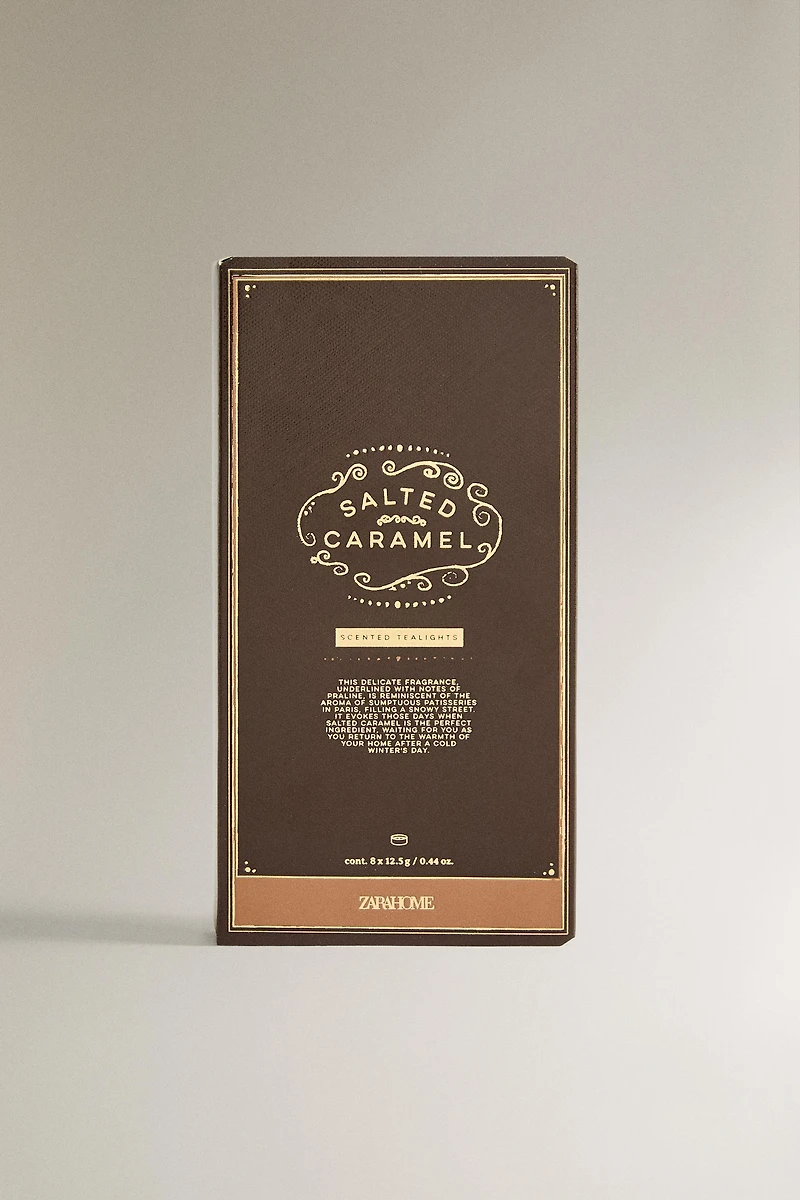 SALTED
CARAMEL
SCENTED TEALIGHTS
THIS DELICATE FRAGRANCE,
UNDERLINED WITH NOTES OF
PRALINE, IS REMINISCENT OF THE
AROMA OF SUMPTUOUS PATISSERIES
IN PARIS, FILLING A SNOWY STREET.
IT EVOKES THOSE DAYS WHEN
SALTED CARAMEL IS THE PERFECT
INGREDIENT, WAITING FOR YOU AS
YOU RETURN TO THE WARMTH OF
YOUR HOME AFTER A COLD
WINTER'S DAY.
cont. 8 x 12.5 g / 0.44 oz.
ZARAHOME